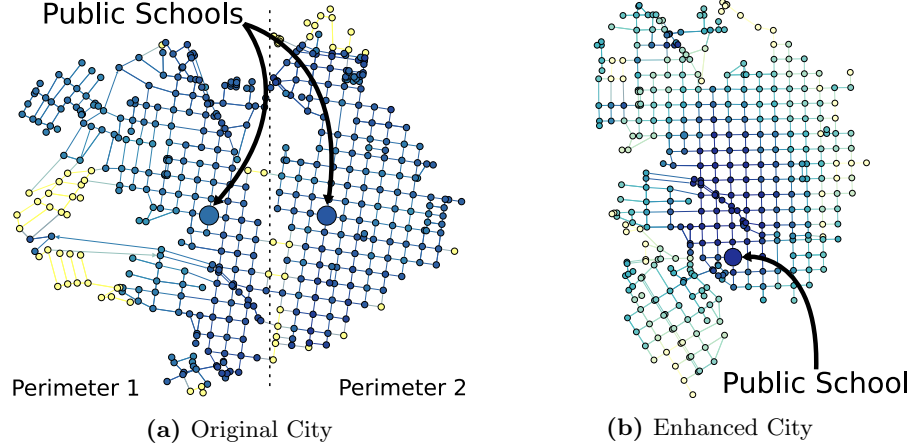 Public Schools
Perimeter 1
Perimeter 2
Public School
(a) Original City
(b) Enhanced City